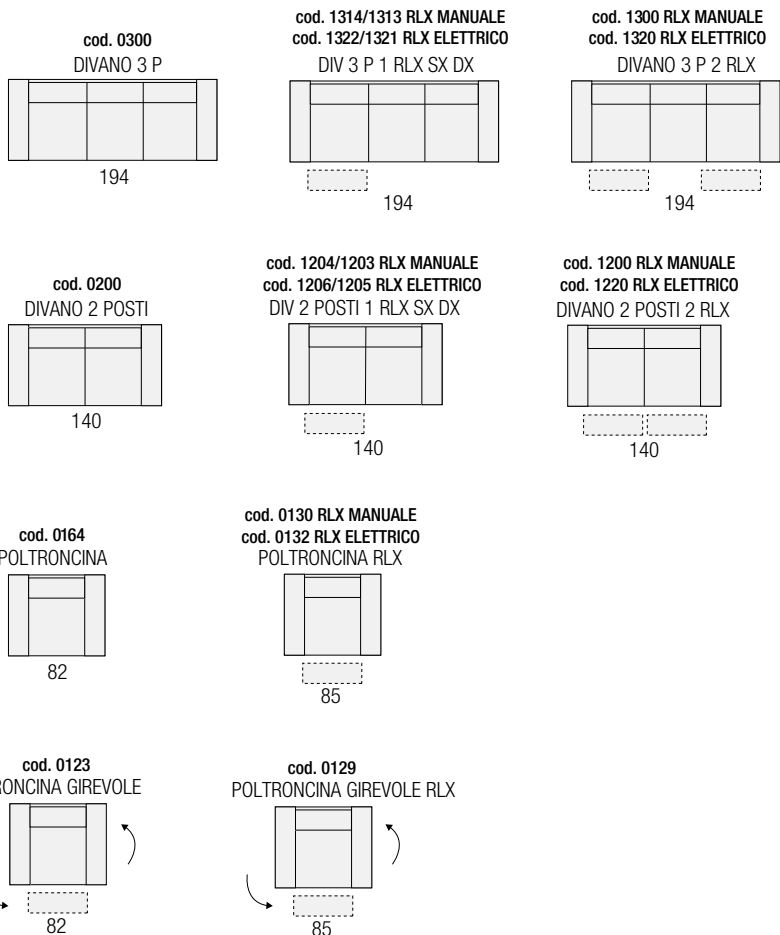 cod. 0300
DIVANO 3 P
194
cod. 1314/1313 RLX MANUALE
cod. 1322/1321 RLX ELETTRICO
DIV 3 P 1 RLX SX DX
194
cod. 1300 RLX MANUALE
cod. 1320 RLX ELETTRICO
DIVANO 3 P 2 RLX
194
cod. 0200
DIVANO 2 POSTI
140
cod. 1204/1203 RLX MANUALE
cod. 1206/1205 RLX ELETTRICO
DIV 2 POSTI 1 RLX SX DX
140
cod. 1200 RLX MANUALE
cod. 1220 RLX ELETTRICO
DIVANO 2 POSTI 2 RLX
140
cod. 0164
POLTRONCINA
82
cod. 0130 RLX MANUALE
cod. 0132 RLX ELETTRICO
POLTRONCINA RLX
85
cod. 0123
RONCINA GIREVOLE
82
cod. 0129
POLTRONCINA GIREVOLE RLX
85